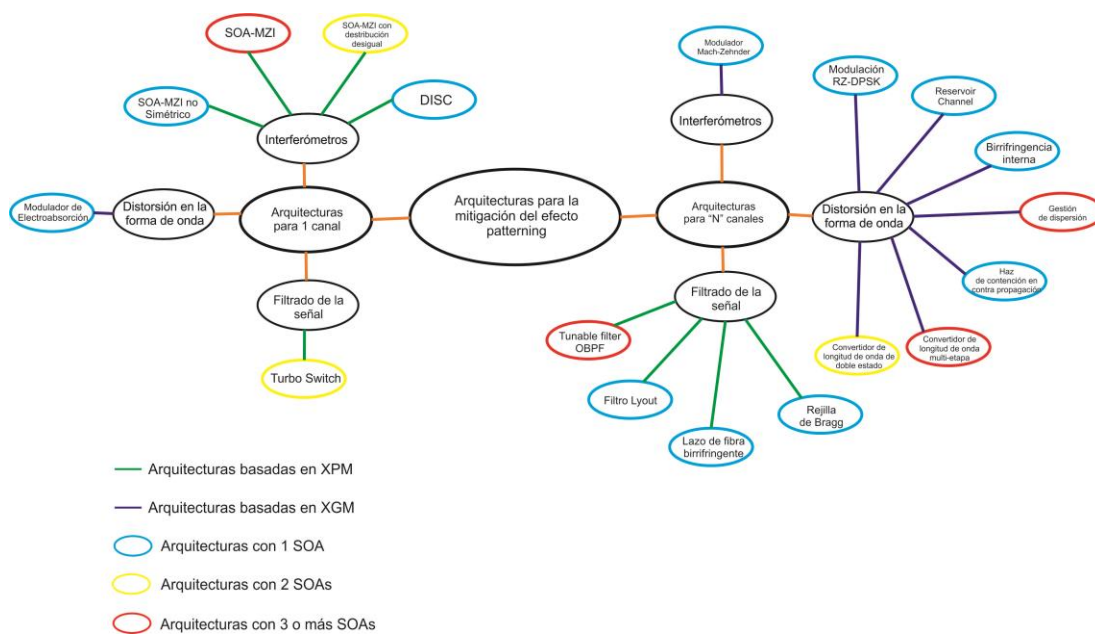 SOA-MZI
SOA-MZI con
destribución
desigual
SOA-MZI no
Simétrico
DISC
Interferómetros
Modulador de
Electroabsorción
Distorsión en la
forma de onda
Arquitecturas
para 1 canal
Filtrado de la
señal
Turbo Switch
Arquitecturas para la
mitigación del efecto
patterning
Modulador
Mach-Zehnder
Interferómetros
Arquitecturas
para “N” canales
Modulación
RZ-DPSK
Reservoir
Channel
Birrifringencia
interna
Distorsión en la
forma de onda
Gestión
de dispersión
Haz
de contención en
contra propagación
Convertidor de
longitud de onda
multi-etapa
Convertidor de
longitud de onda de
doble estado
Filtrado de la
señal
Tunable filter
OBPF
Filtro Lyout
Lazo de fibra
birrifringente
Rejilla
de Bragg
Arquitecturas basadas en XPM
Arquitecturas basadas en XGM
Arquitecturas con 1 SOA
Arquitecturas con 2 SOAs
Arquitecturas con 3 o más SOAs